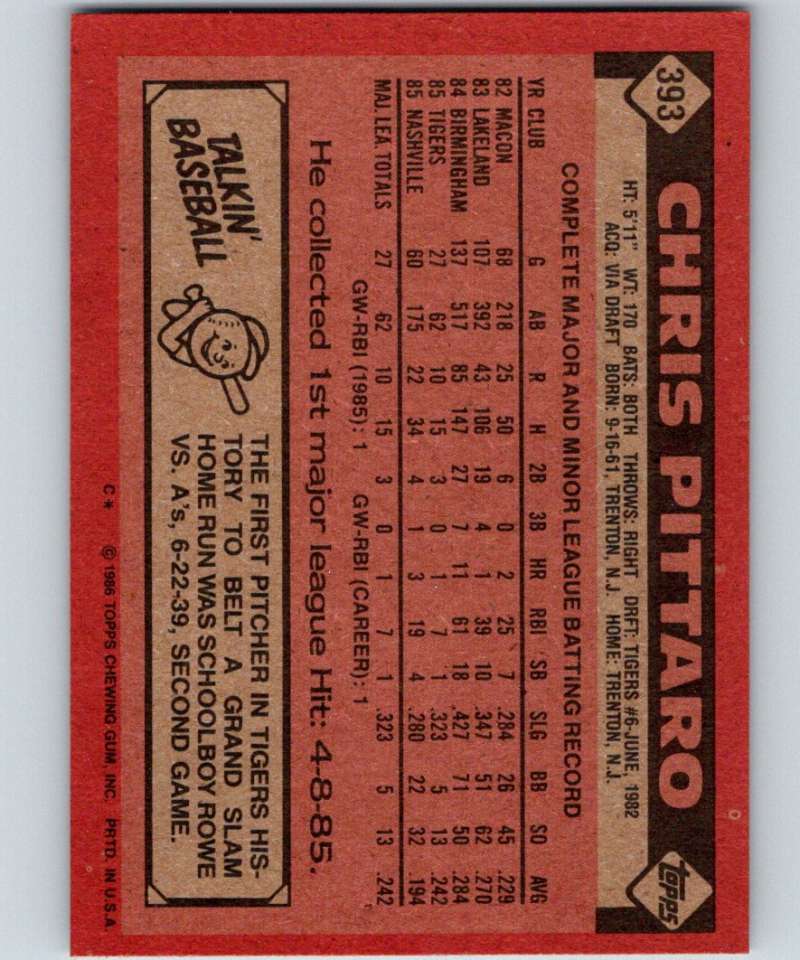 393
CHRIS PITTARO
topps
HT: 5'11" WT: 170 BATS: BOTH THROWS: RIGHT DRFT: TIGERS #6-JUNE, 1982
ACQ: VIA DRAFT BORN: 9-16-61, TRENTON, N.J. HOME: TRENTON, N.J.
COMPLETE MAJOR AND MINOR LEAGUE BATTING RECORD
YR CLUB G AB R H 2B 3B HR RBI SB SLG BB SO AVG
82 MACON 68 218 25 50 6 0 2 25 7 .284 26 45 .229
83 LAKELAND 107 392 43 106 19 4 1 39 10 .347 51 62 .270
84 BIRMINGHAM 137 517 85 147 27 7 11 61 18 .427 71 50 .284
85 TIGERS 27 62 10 15 3 0 1 7 1 .323 5 13 .242
85 NASHVILLE 60 175 22 34 4 1 3 19 4 .280 22 32 .194
MAJ. LEA TOTALS 27 62 10 15 3 0 1 7 1 .323 5 13 .242
GW-RBI (1985): 1 GW-RBI (CAREER): 1
He collected 1st major league Hit: 4-8-85.
TALKIN'
BASEBALL
THE FIRST PITCHER IN TIGERS HIS-
TORY TO BELT A GRAND SLAM
HOME RUN WAS SCHOOLBOY ROWE
VS. A's, 6-22-39, SECOND GAME.
C* © 1986 TOPPS CHEWING GUM, INC. PRTD. IN U.S.A.